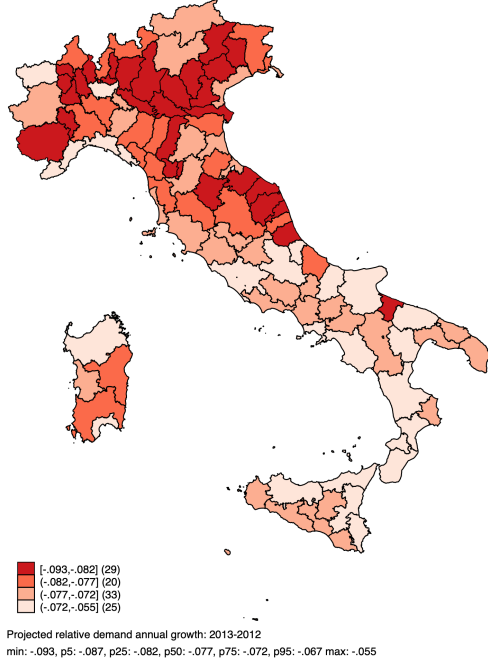 [-.093,-.082] (29)
(-.082,-.077] (20)
(-.077,-.072] (33)
(-.072,-.055] (25)
Projected relative demand annual growth: 2013-2012
min: -.093, p5: -.087, p25: -.082, p50: -.077, p75: -.072, p95: -.067 max: -.055